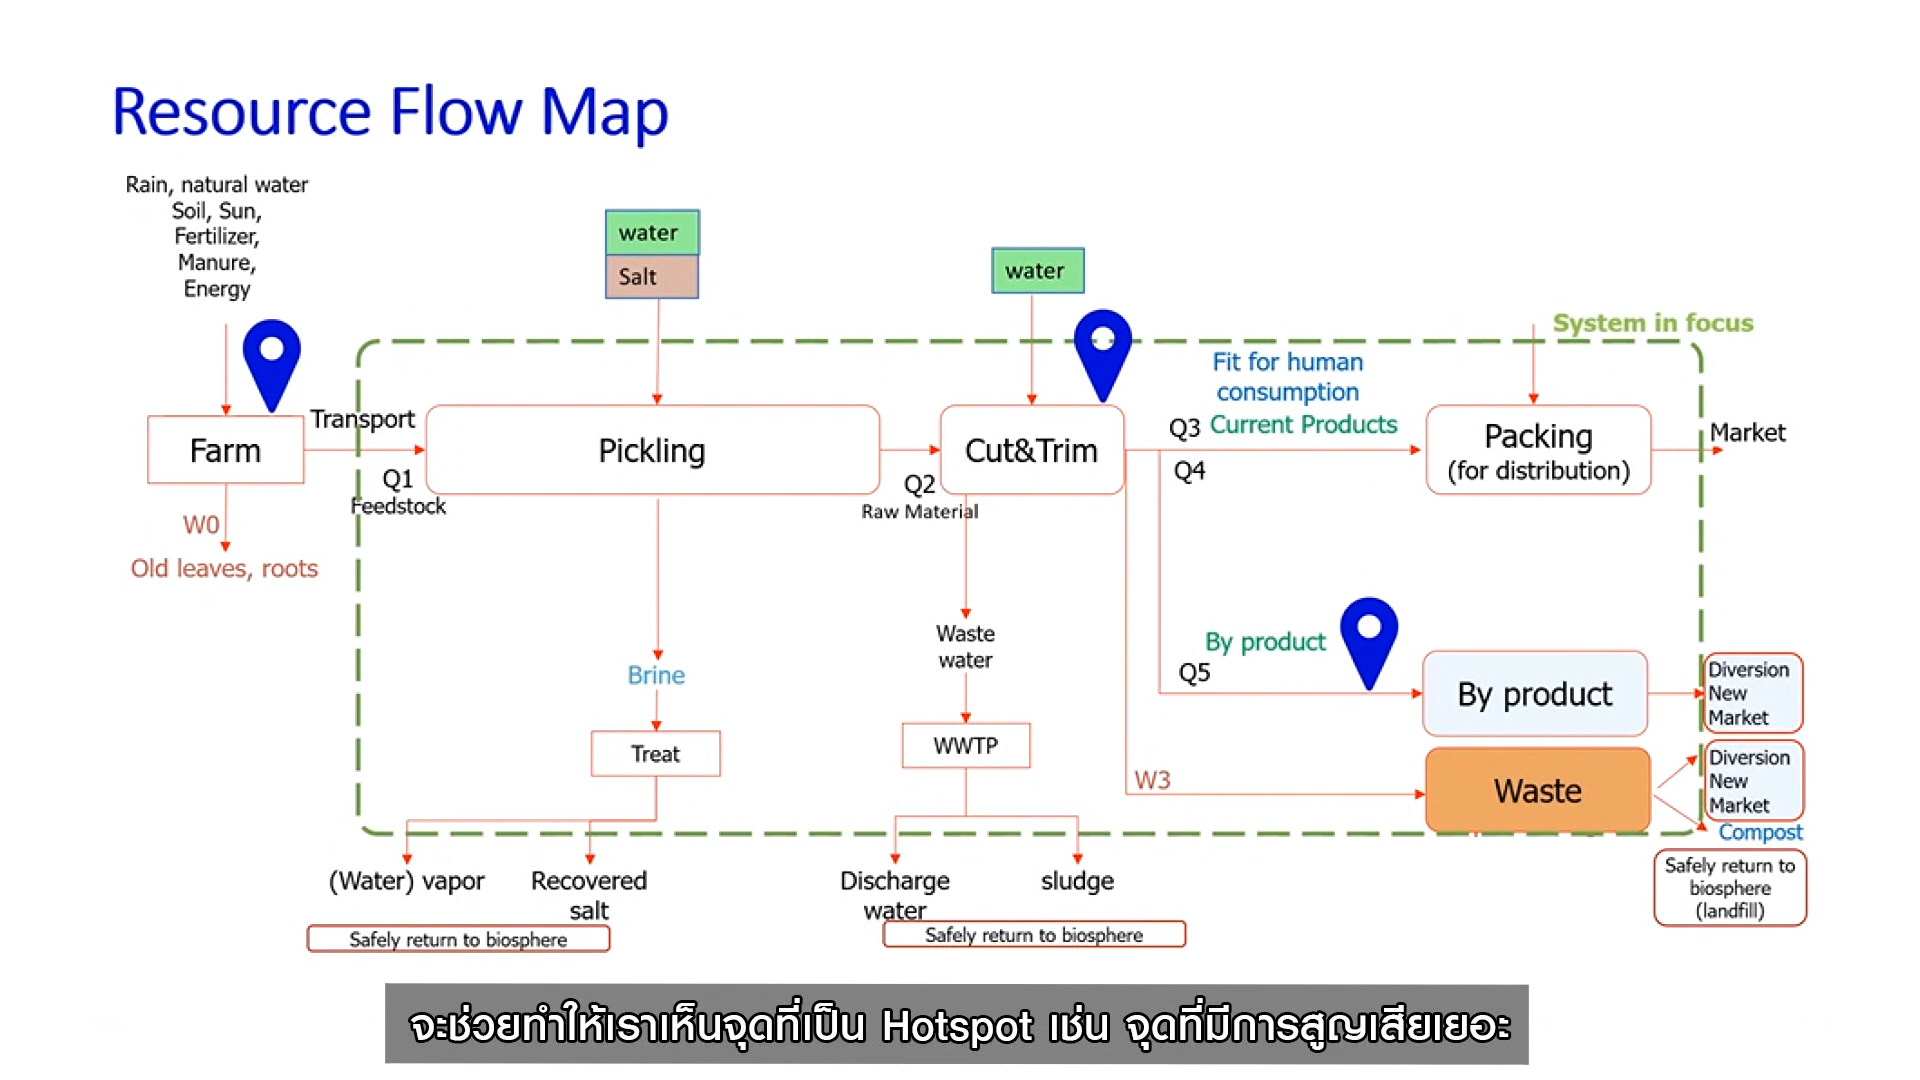 Resource Flow Map
Rain, natural water
Soil, Sun,
Fertilizer,
Manure,
Energy
water
Salt
water
System in focus
Fit for human
consumption
Transport
Q3
Current Products
Farm
Pickling
Cut&Trim
Packing
(for distribution)
Market
Q1
Feedstock
Q2
Raw Material
Q4
W0
Old leaves, roots
Waste
water
By product
Q5
By product
Diversion
New
Market
Brine
Treat
WWTP
W3
Waste
Diversion
New
Market
Compost
(Water) vapor
Recovered
salt
Discharge
water
sludge
Safely return to
biosphere
(landfill)
Safely return to biosphere
Safely return to biosphere
จะช่วยทำให้เราเห็นจุดที่เป็น Hotspot เช่น จุดที่มีการสูญเสียเยอะ